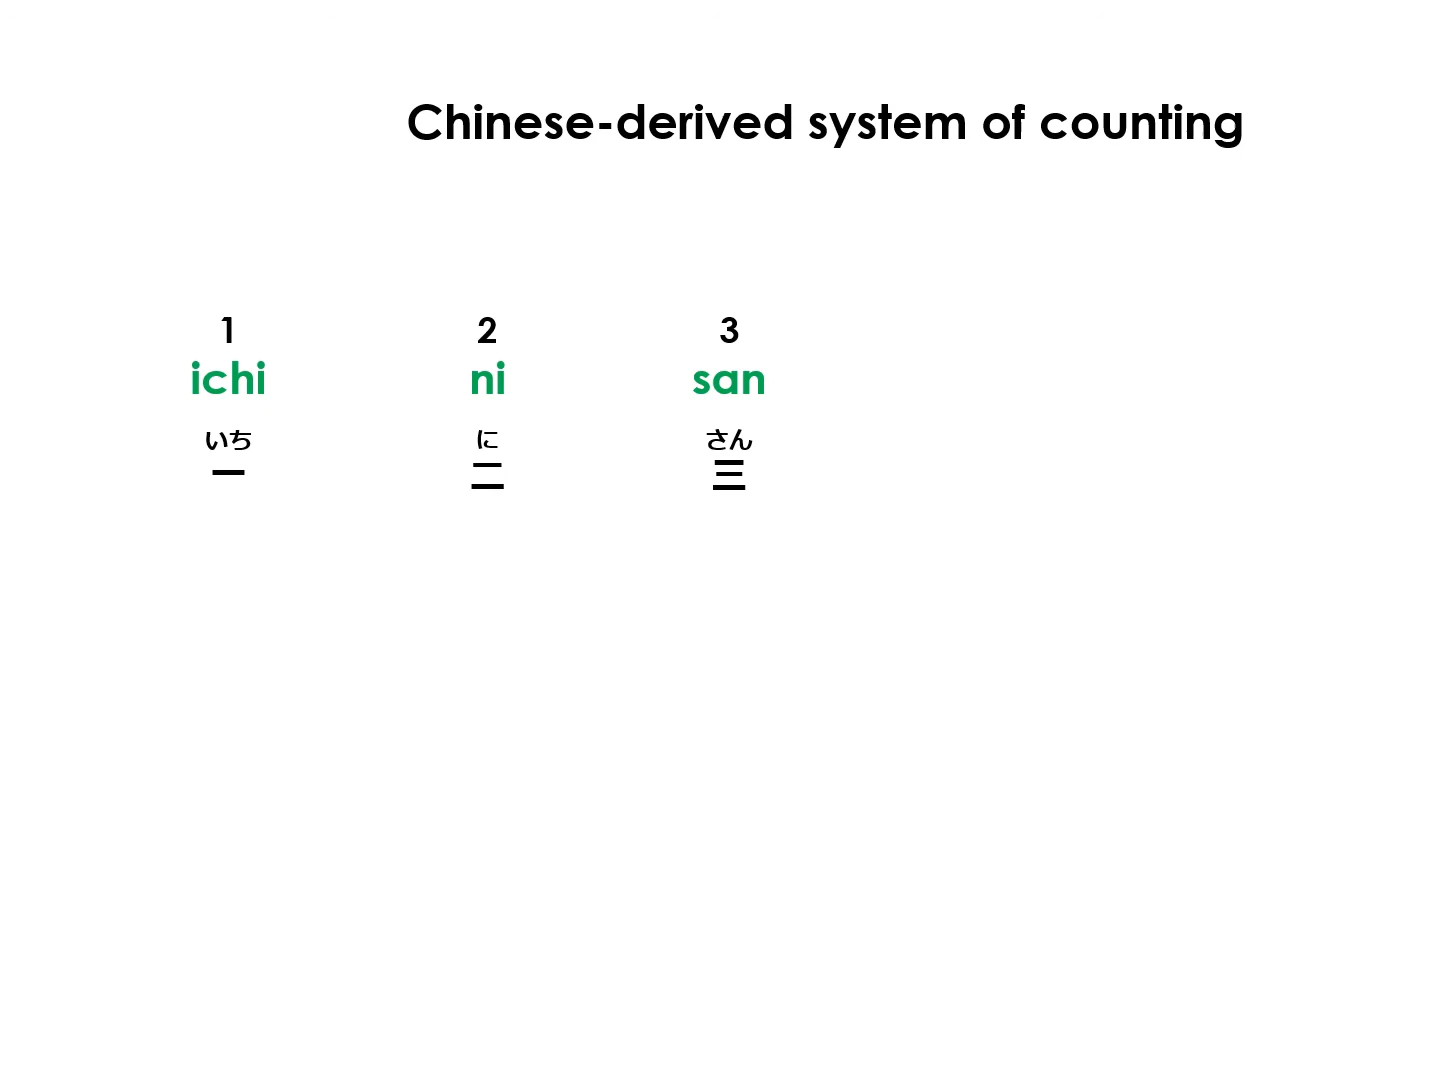 Chinese-derived system of counting
1 2 3
ichi ni san
いち に さん
一 二 三